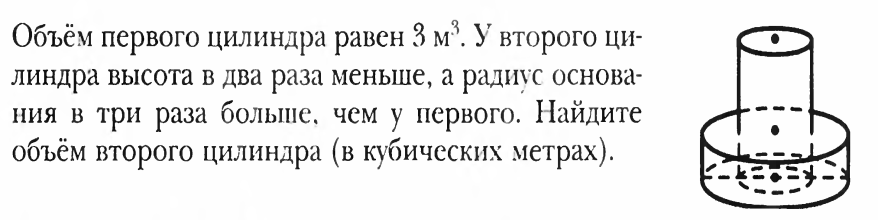 Объём первого цилиндра равен 3 м³. У второго ци-
линдра высота в два раза меньше, а радиус основа-
ния в три раза больше, чем у первого. Найдите
объём второго цилиндра (в кубических метрах).